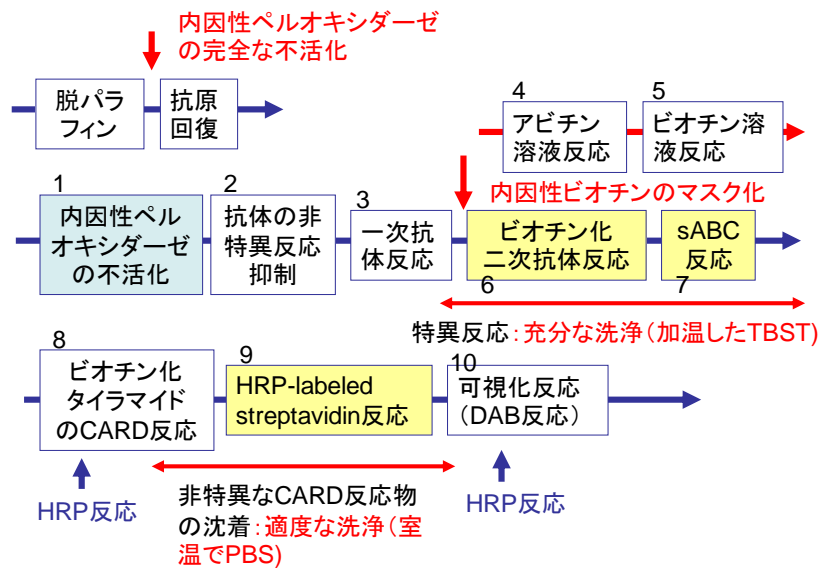 内因性ペルオキシダーゼ
の完全な不活化
脱パラ
フィン
抗原
回復
4
アビチン
溶液反応
5
ビオチン溶
液反応
内因性ビオチンのマスク化
1
内因性ペル
オキシダーゼ
の不活化
2
抗体の非
特異反応
抑制
3
一次抗
体反応
ビオチン化
二次抗体反応
6
sABC
反応
7
特異反応：充分な洗浄（加温したTBST)
8
ビオチン化
タイラマイド
のCARD反応
9
HRP-labeled
streptavidin反応
10
可視化反応
（DAB反応）
HRP反応
非特異なCARD反応物
の沈着：適度な洗浄（室
温でPBS)
HRP反応